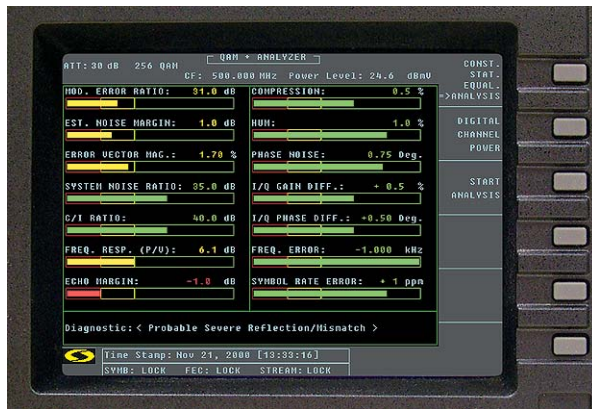 QAM + ANALYZER
ATT: 30 dB 256 QAM
CF: 500.000 MHz Power Level: 24.6 dBmV
CONST.
STAT.
EQUAL.
=>ANALYSIS
MOD. ERROR RATIO: 31.0 dB
COMPRESSION: 0.5 %
EST. NOISE MARGIN: 1.0 dB
HUM: 1.0 %
DIGITAL
CHANNEL
POWER
ERROR VECTOR MAG.: 1.70 %
PHASE NOISE: 0.75 Deg.
SYSTEM NOISE RATIO: 35.0 dB
I/Q GAIN DIFF.: + 0.5 %
START
ANALYSIS
C/I RATIO: 40.0 dB
I/Q PHASE DIFF.: +0.50 Deg.
FREQ. RESP. (P/V): 6.1 dB
FREQ. ERROR: -1.000 kHz
ECHO MARGIN: -1.0 dB
SYMBOL RATE ERROR: + 1 ppm
Diagnostic: < Probable Severe Reflection/Mismatch >
Time Stamp: Nov 21, 2000 [13:33:16]
SYMB: LOCK FEC: LOCK STREAM: LOCK